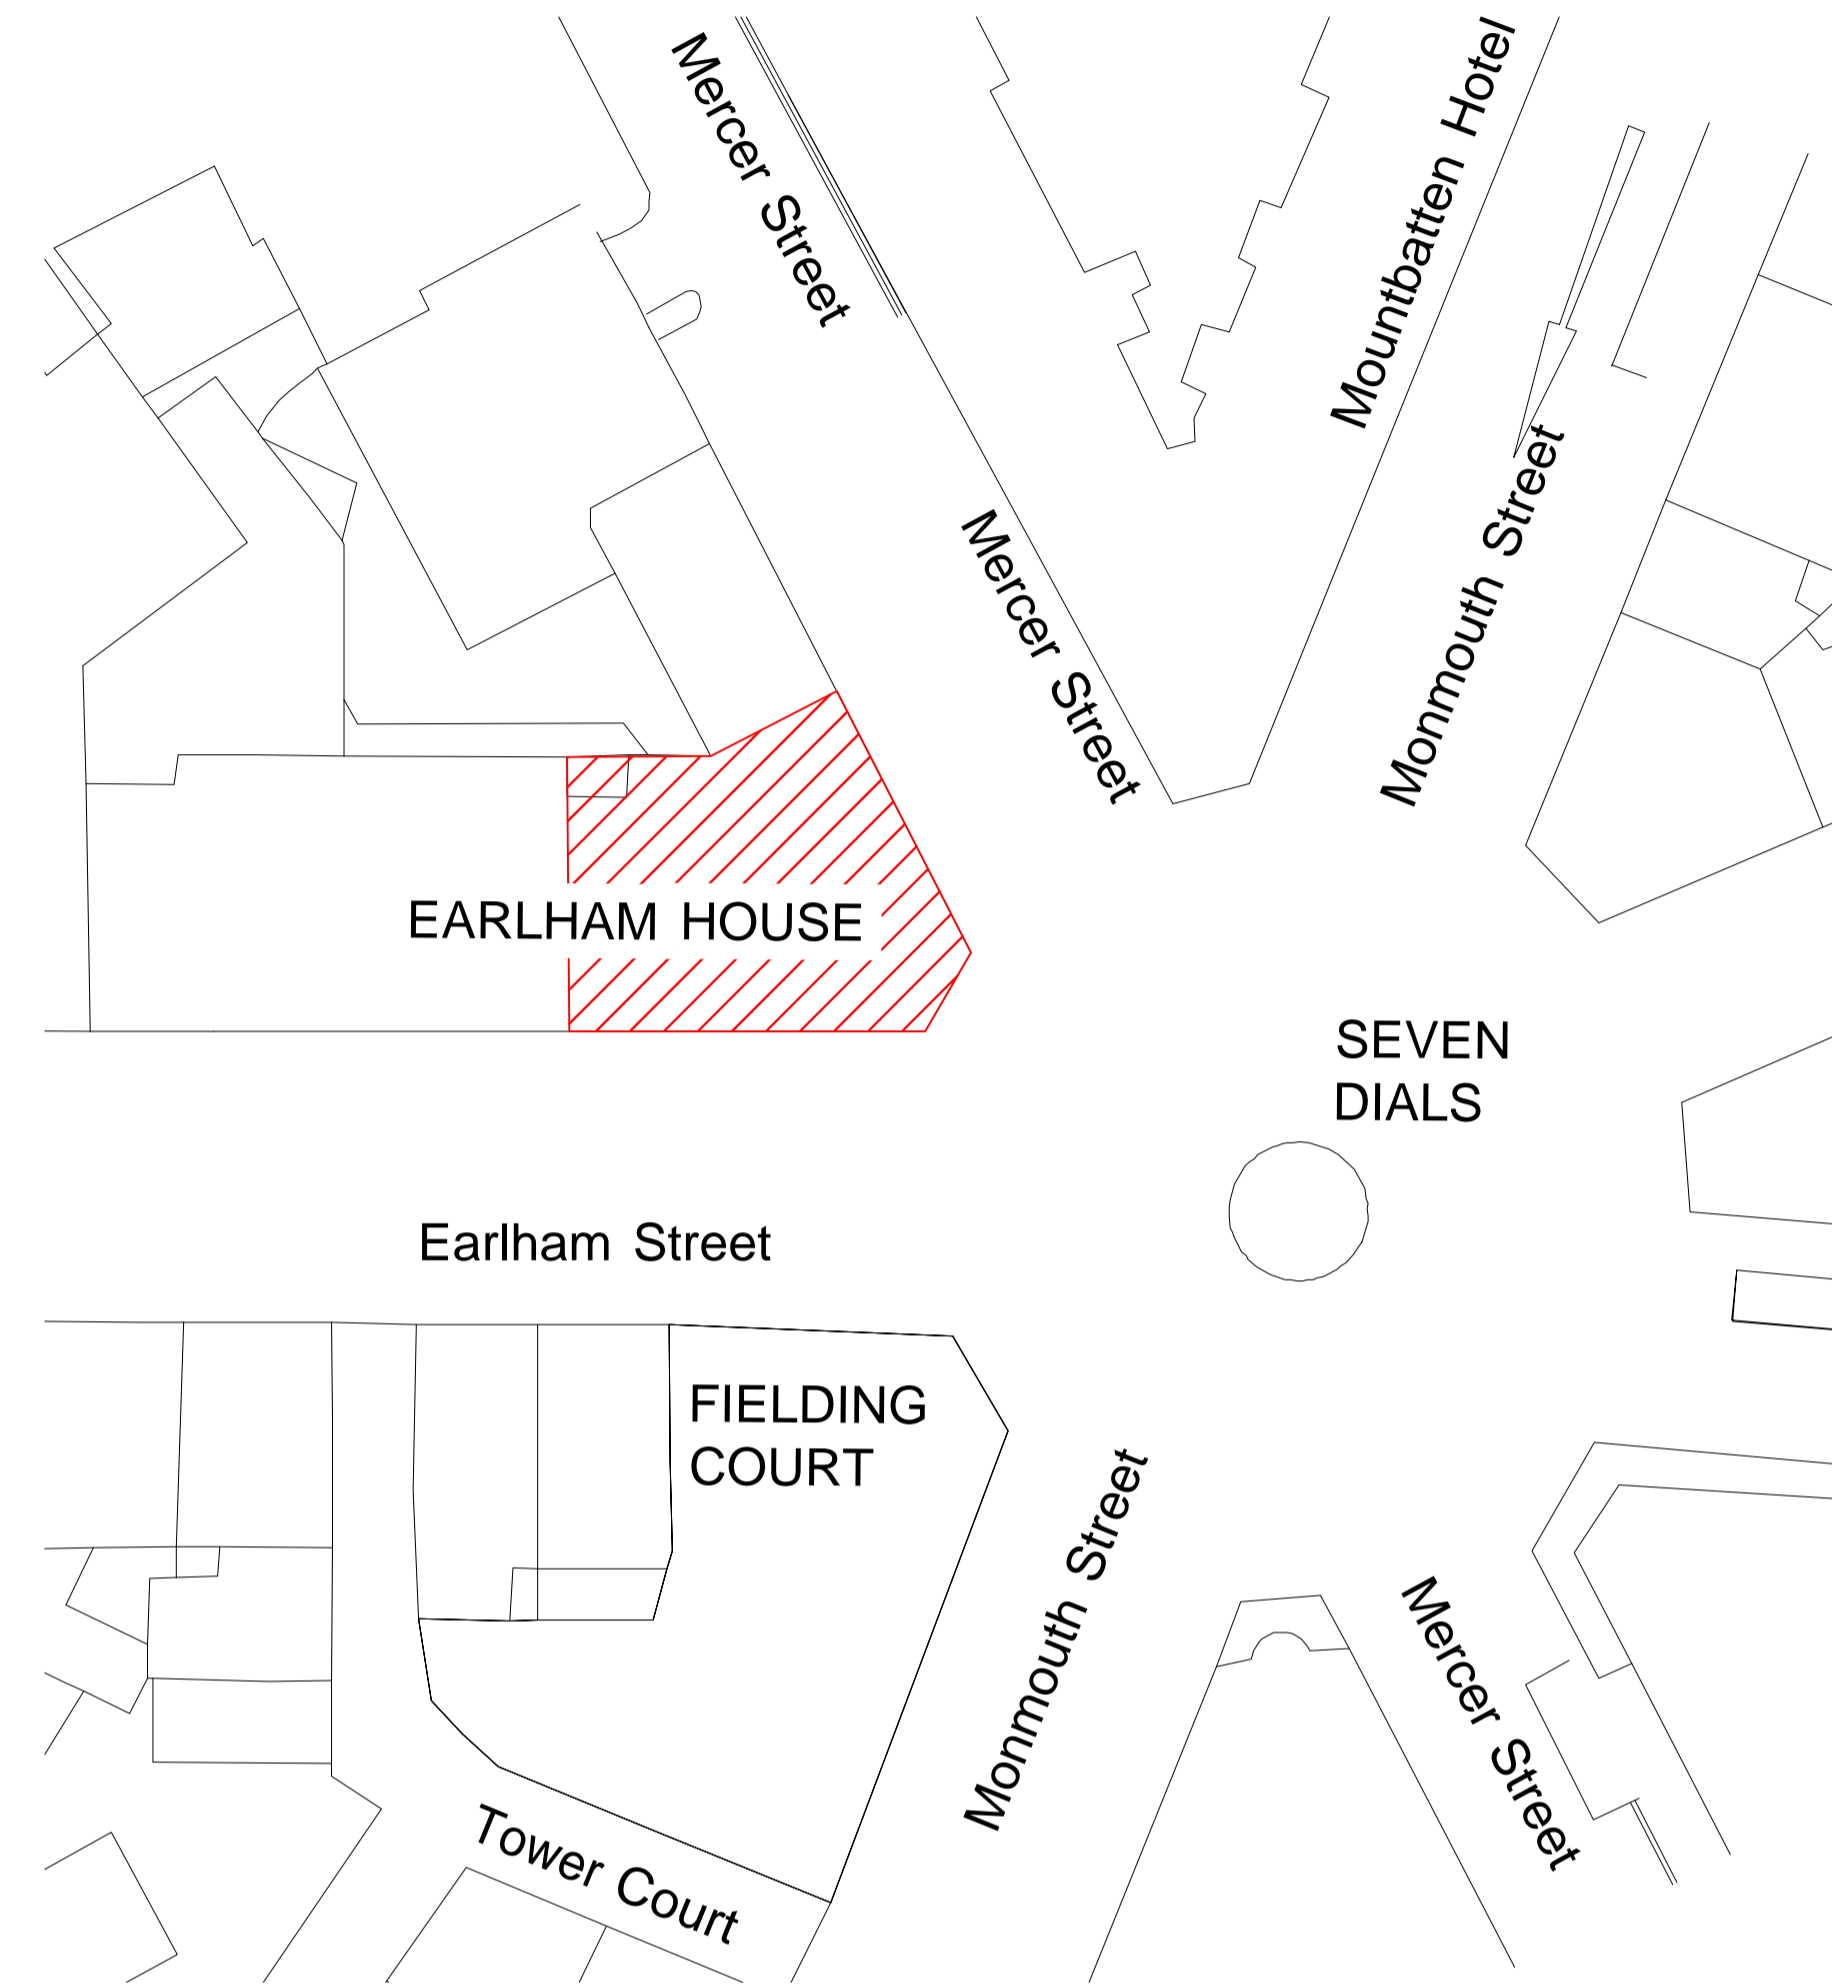 Mercer Street
Mountbatten Hotel
Mercer Street
Monmouth Street
EARLHAM HOUSE
SEVEN
DIALS
Earlham Street
FIELDING
COURT
Monmouth Street
Mercer Street
Tower Court